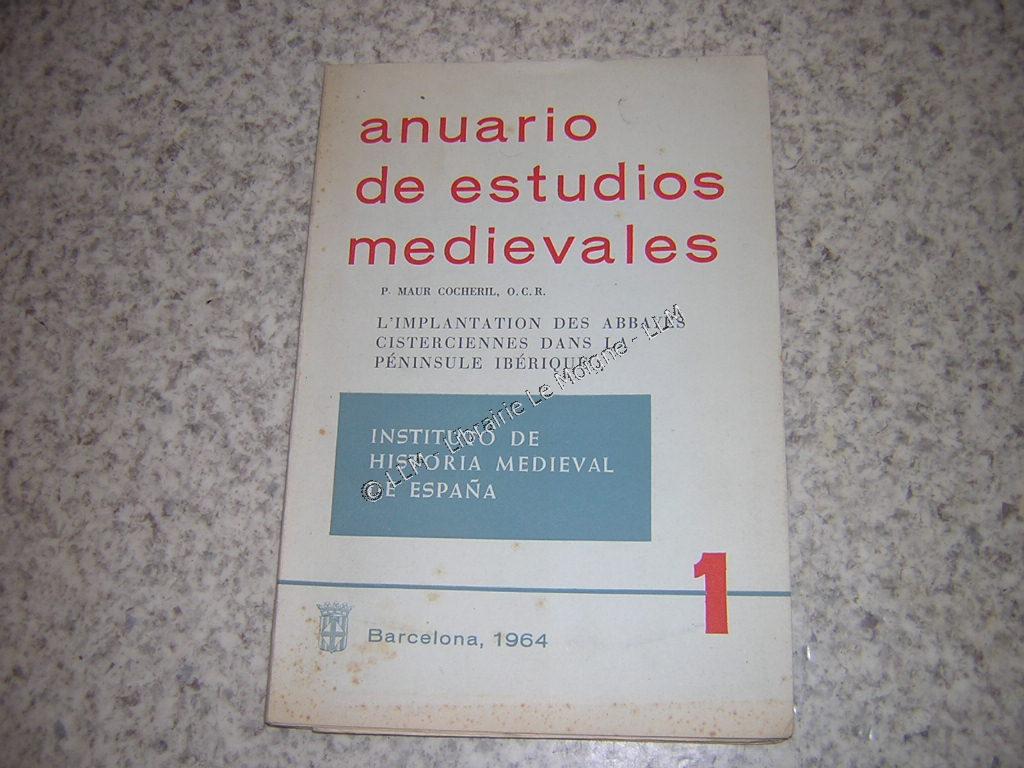 anuario
de estudios
medievales
P. MAUR COCHERIL, O. C. R.
L'IMPLANTATION DES ABBAYES
CISTERCIENNES DANS LA
PÉNINSULE IBÉRIQUE
INSTITUTO DE
HISTORIA MEDIEVAL
DE ESPAÑA
1
Barcelona, 1964
© LLM - Librairie Le Moigne - LLM